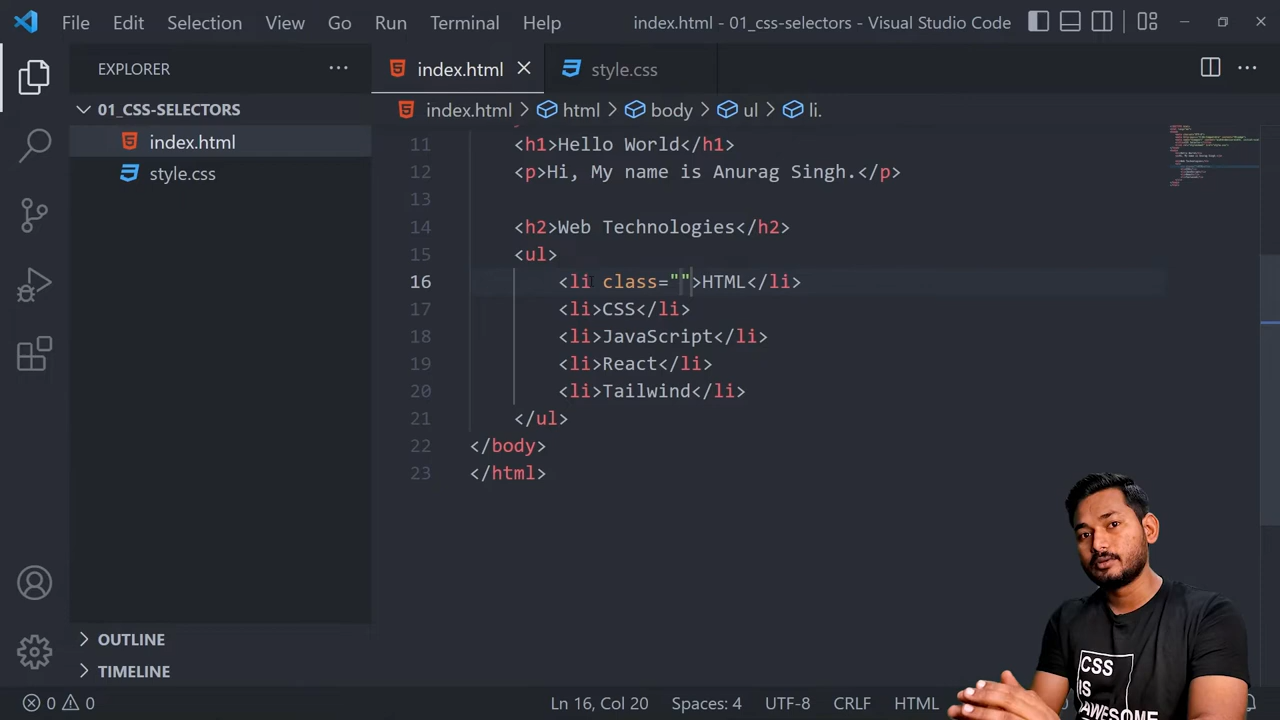 File Edit Selection View Go Run Terminal Help index.html - 01_css-selectors - Visual Studio Code
EXPLORER
01_CSS-SELECTORS
index.html
style.css
OUTLINE
TIMELINE
index.html style.css
index.html > html > body > ul > li.
11 <h1>Hello World</h1>
12 <p>Hi, My name is Anurag Singh.</p>
13
14 <h2>Web Technologies</h2>
15 <ul>
16 <li class="">HTML</li>
17 <li>CSS</li>
18 <li>JavaScript</li>
19 <li>React</li>
20 <li>Tailwind</li>
21 </ul>
22 </body>
23 </html>
CSS
IS
AWESOME
0 0 Ln 16, Col 20 Spaces: 4 UTF-8 CRLF HTML